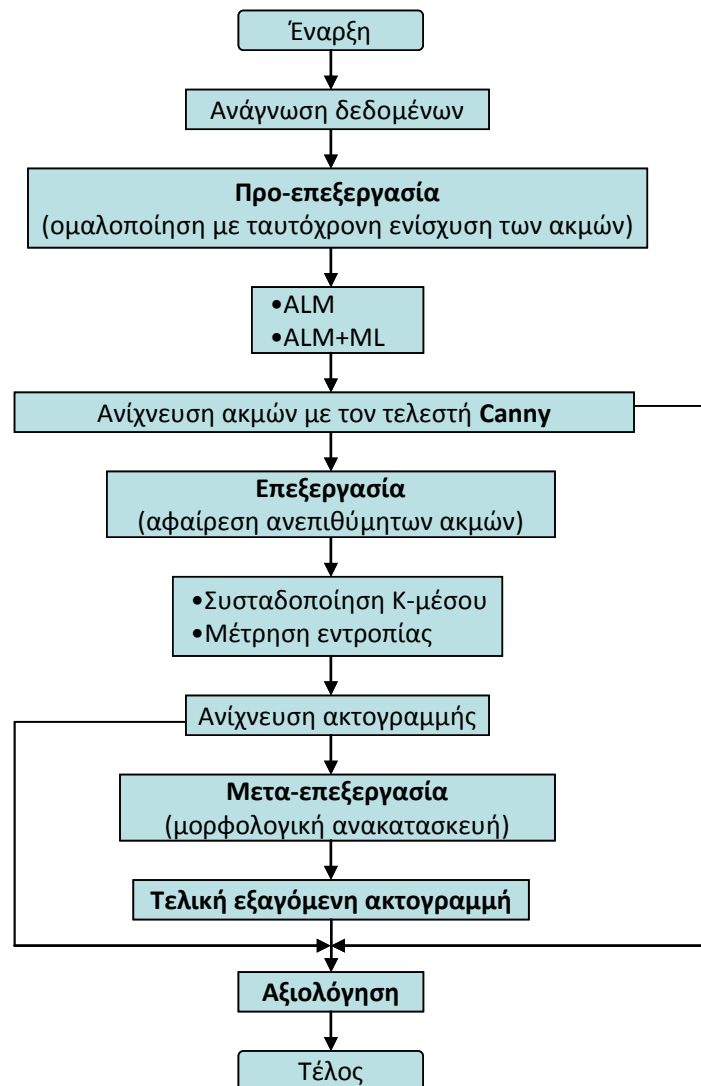 Έναρξη
Ανάγνωση δεδομένων
Προ-επεξεργασία
(ομαλοποίηση με ταυτόχρονη ενίσχυση των ακμών)
•ALM
•ALM+ML
Ανίχνευση ακμών με τον τελεστή Canny
Επεξεργασία
(αφαίρεση ανεπιθύμητων ακμών)
•Συσταδοποίηση Κ-μέσου
•Μέτρηση εντροπίας
Ανίχνευση ακτογραμμής
Μετα-επεξεργασία
(μορφολογική ανακατασκευή)
Τελική εξαγόμενη ακτογραμμή
Αξιολόγηση
Τέλος